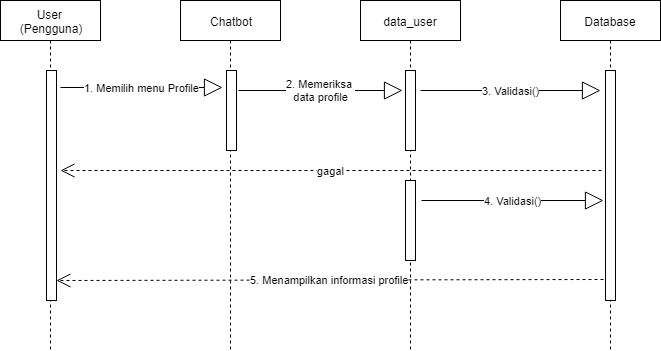 User
(Pengguna)
Chatbot
data_user
Database
1. Memilih menu Profile
2. Memeriksa
data profile
3. Validasi()
gagal
4. Validasi()
5. Menampilkan informasi profile